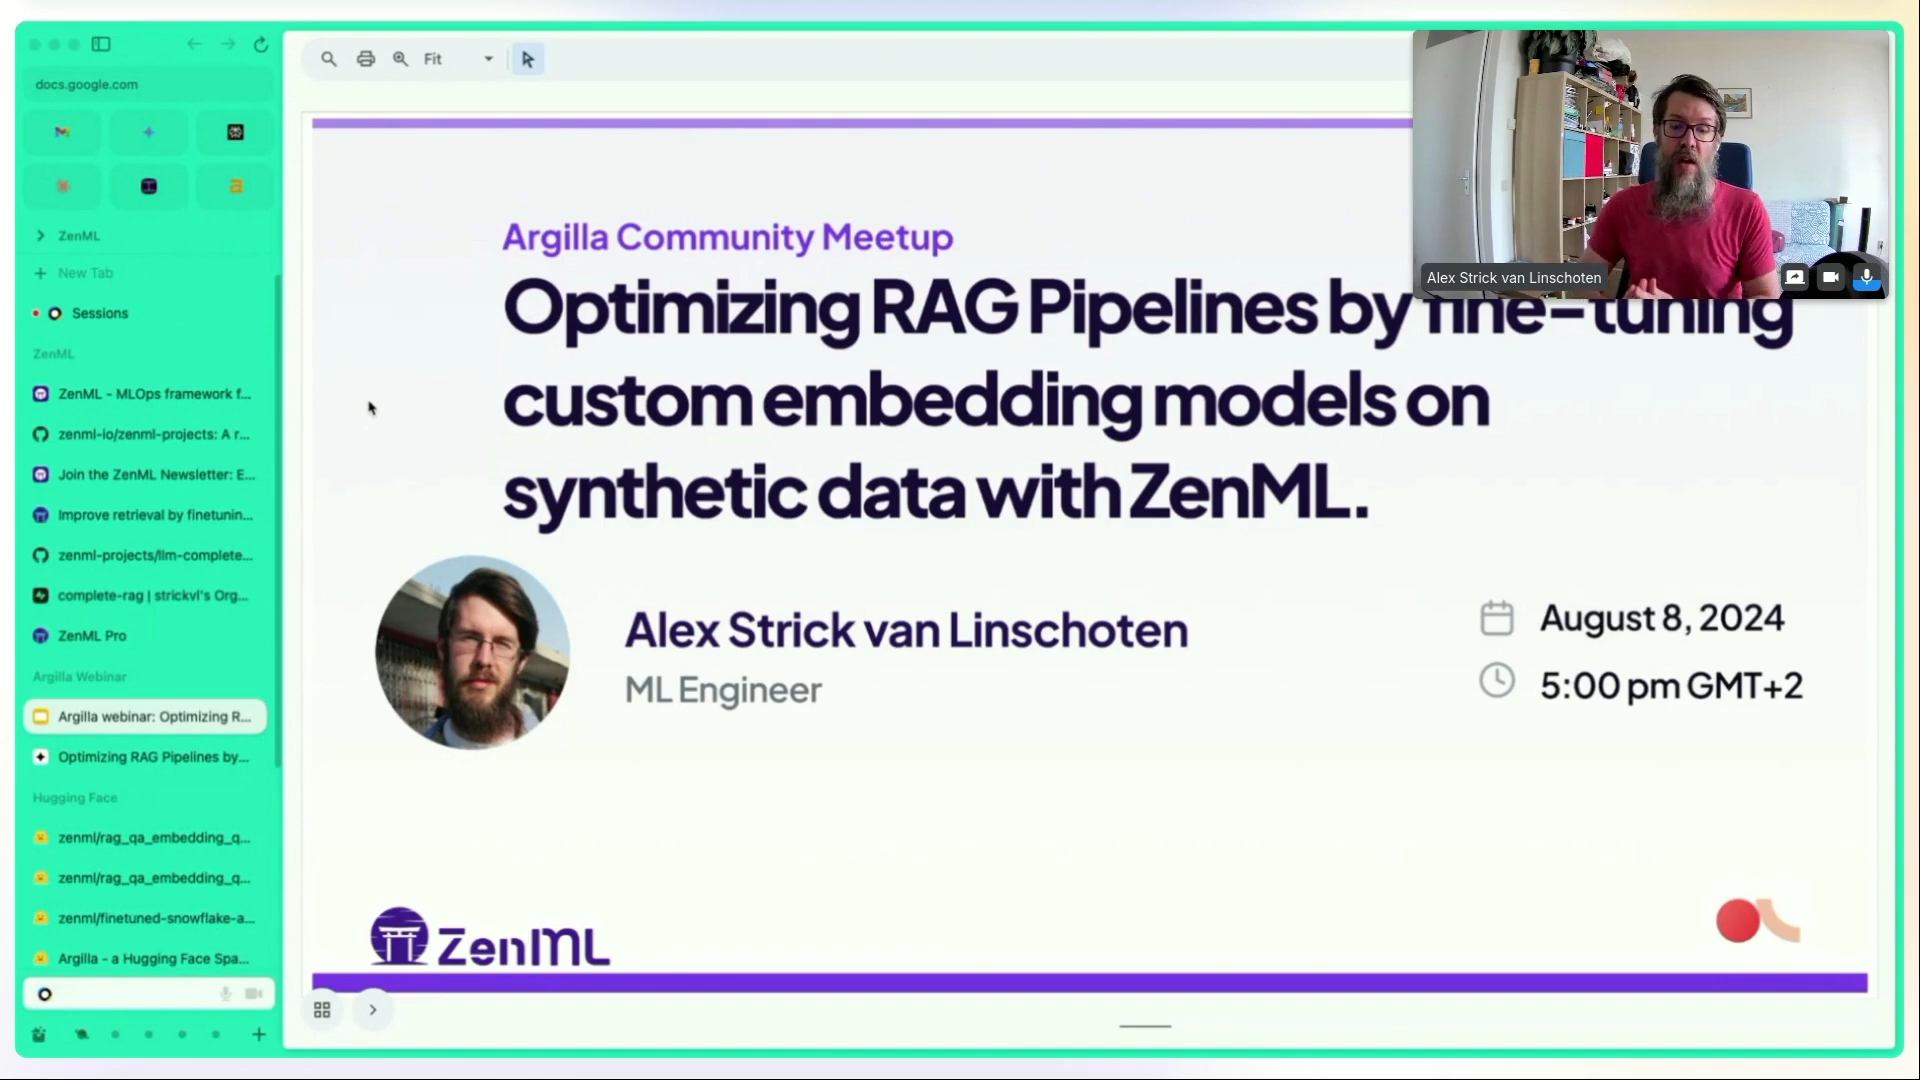 docs.google.com
ZenML
New Tab
Sessions
ZenML
ZenML - MLOps framework f...
zenml-io/zenml-projects: A r...
Join the ZenML Newsletter: E...
Improve retrieval by finetunin...
zenml-projects/llm-complete...
complete-rag | strickvl's Org...
ZenML Pro
Argilla Webinar
Argilla webinar: Optimizing R...
Optimizing RAG Pipelines by...
Hugging Face
zenml/rag_qa_embedding_q...
zenml/rag_qa_embedding_q...
zenml/finetuned-snowflake-a...
Argilla - a Hugging Face Spa...
Fit
Alex Strick van Linschoten
Argilla Community Meetup
Optimizing RAG Pipelines by fine-tuning
custom embedding models on
synthetic data with ZenML.
Alex Strick van Linschoten
ML Engineer
August 8, 2024
5:00 pm GMT+2
ZenML